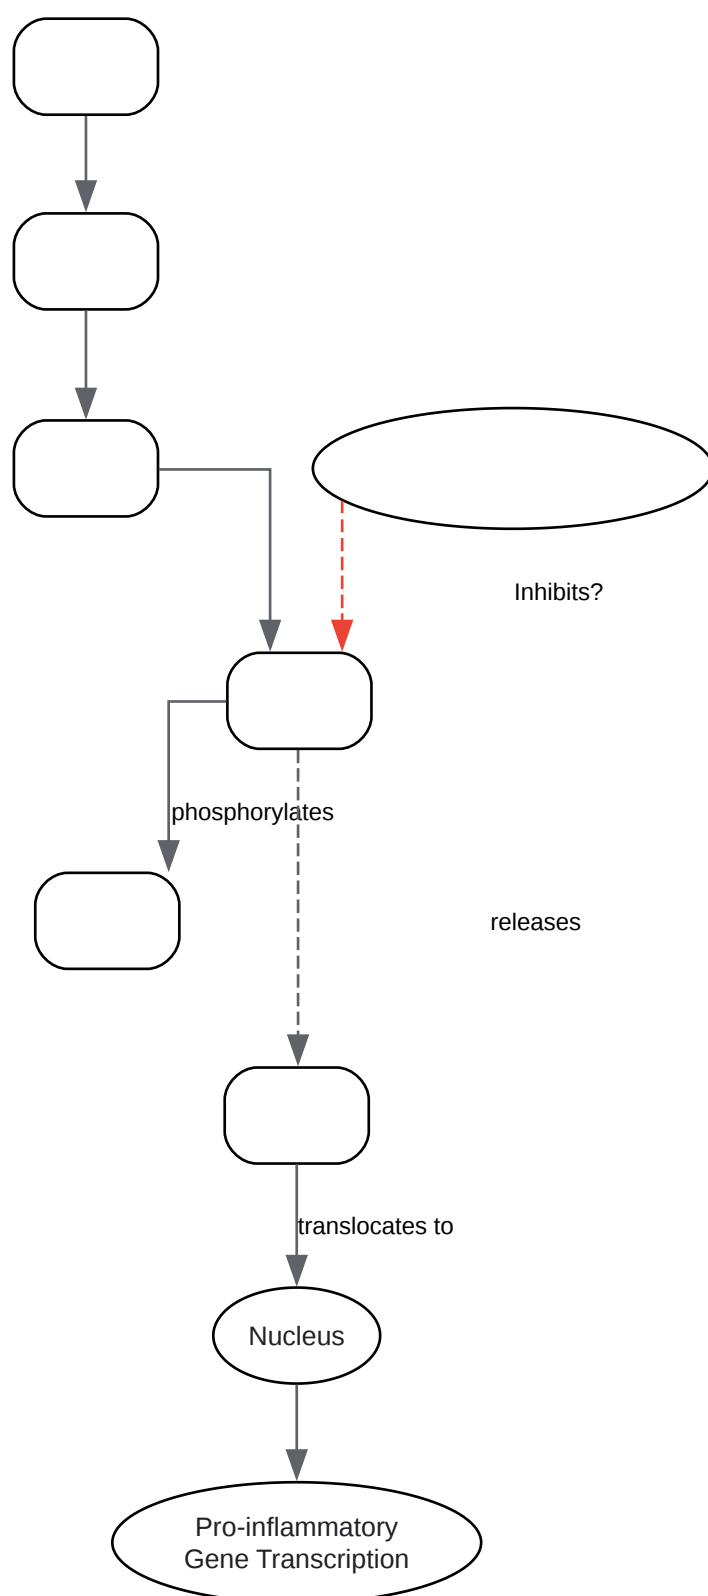 Inhibits?
phosphorylates
releases
translocates to
Nucleus
Pro-inflammatory
Gene Transcription